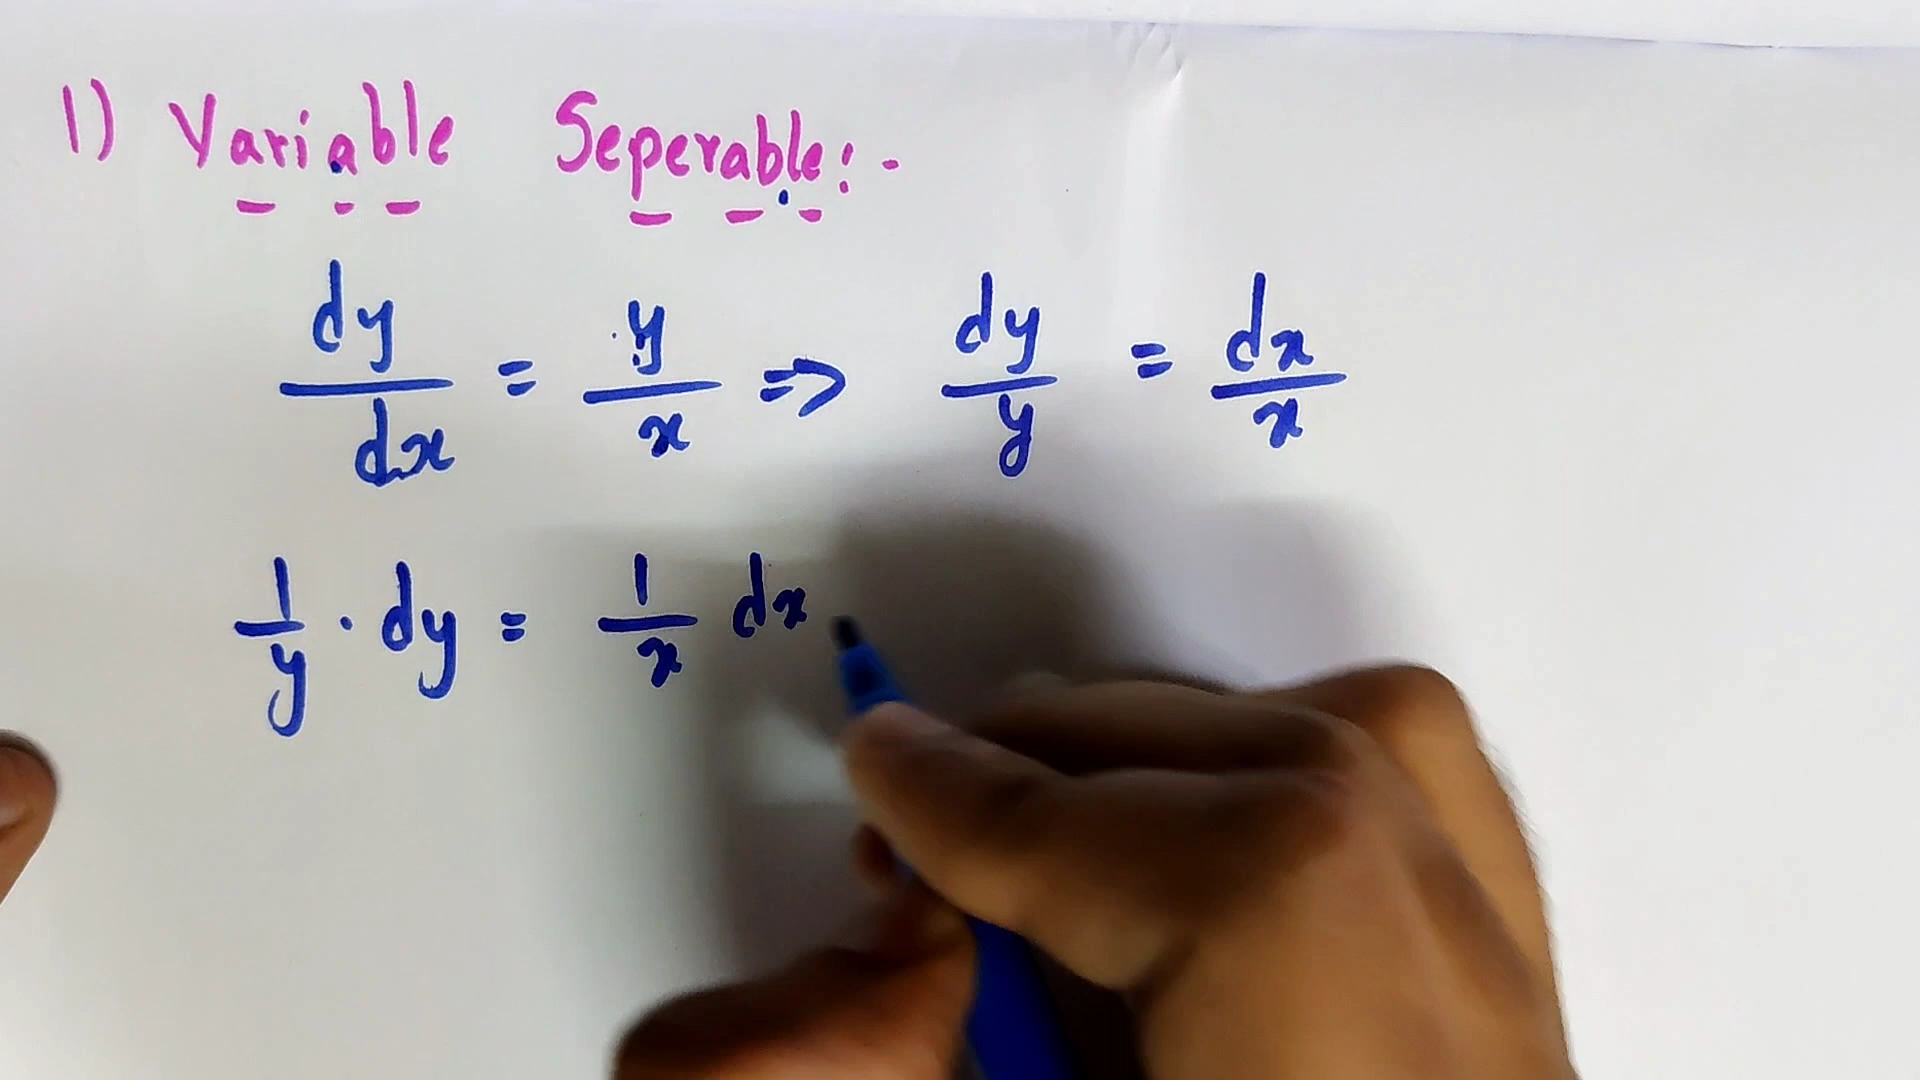 1) Variable Seperable:-
dy/dx = y/x ⇒ dy/y = dx/x
1/y · dy = 1/x dx